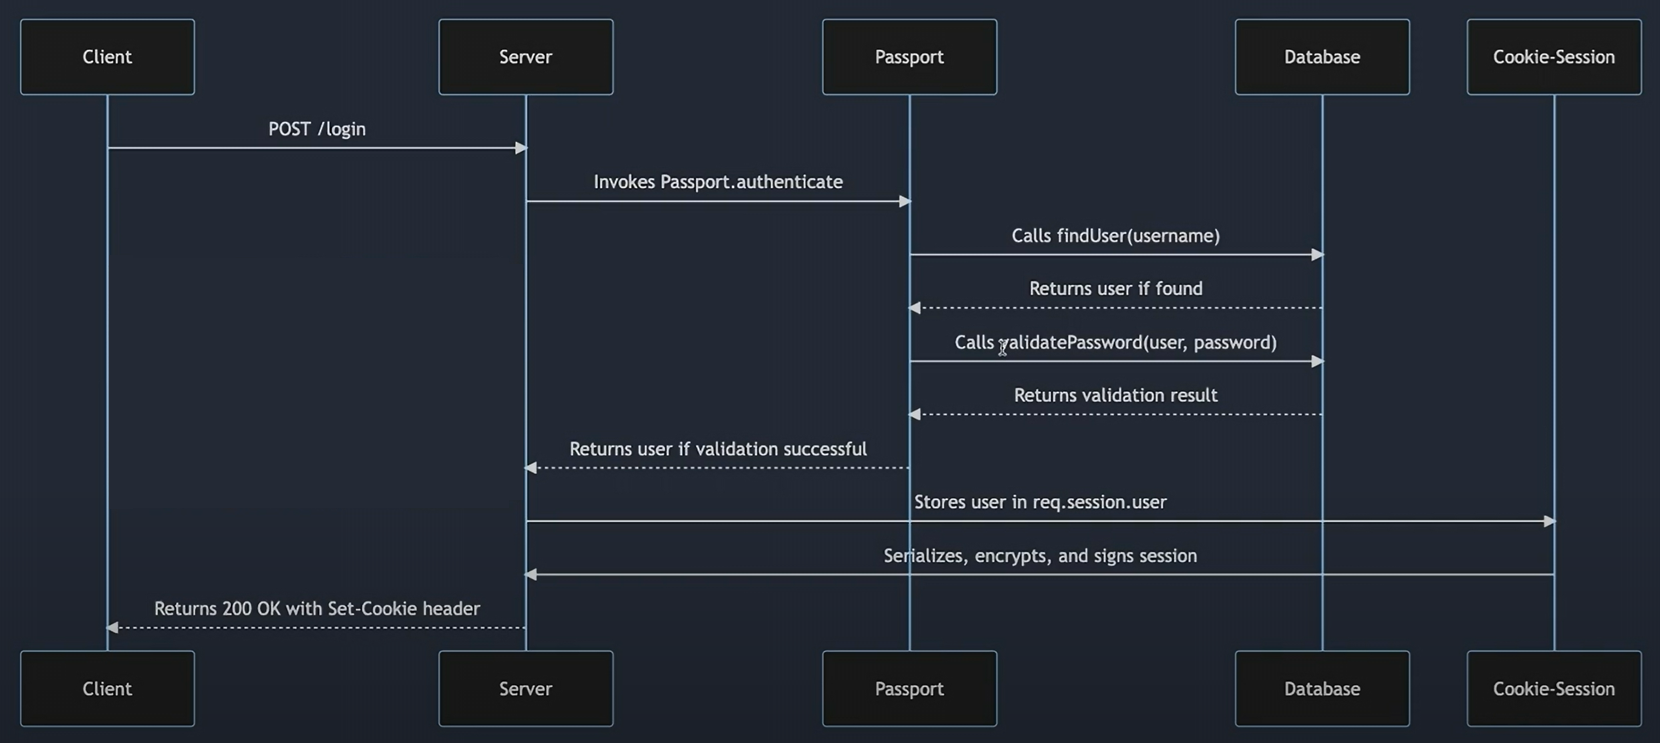 Client
Server
Passport
Database
Cookie-Session
POST /login
Invokes Passport.authenticate
Calls findUser(username)
Returns user if found
Calls validatePassword(user, password)
Returns validation result
Returns user if validation successful
Stores user in req.session.user
Serializes, encrypts, and signs session
Returns 200 OK with Set-Cookie header
Client
Server
Passport
Database
Cookie-Session